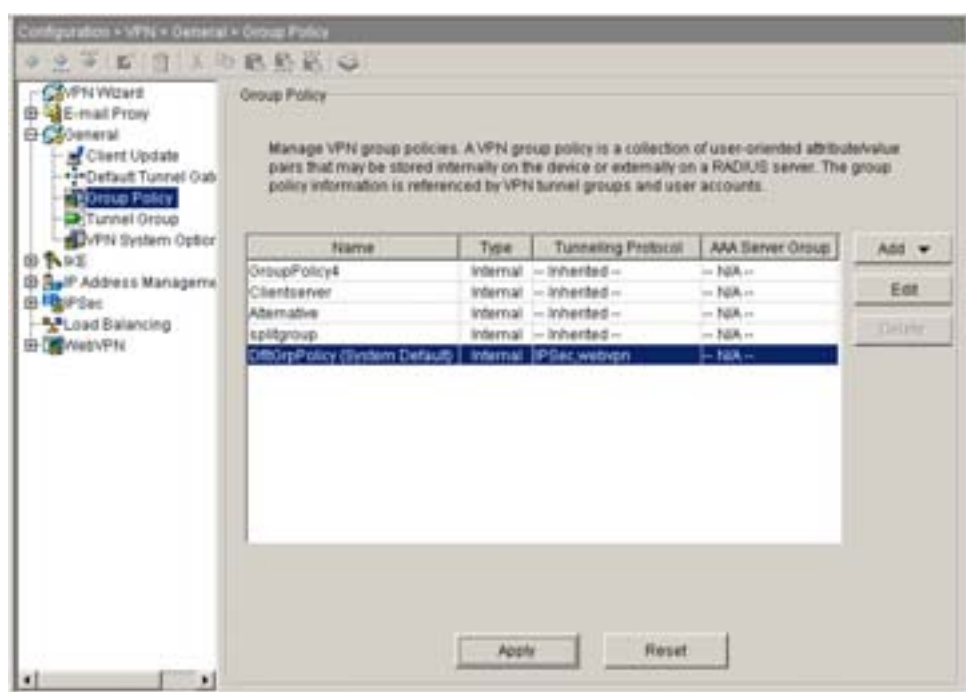 Configuration > VPN > General > Group Policy
VPN Wizard
E-mail Proxy
General
Client Update
Default Tunnel Gat
Group Policy
Tunnel Group
VPN System Option
IKE
IP Address Manageme
IPSec
Load Balancing
WebVPN
Group Policy
Manage VPN group policies. A VPN group policy is a collection of user-oriented attribute/value
pairs that may be stored internally on the device or externally on a RADIUS server. The group
policy information is referenced by VPN tunnel groups and user accounts.
Name Type Tunneling Protocol AAA Server Group
GroupPolicy4 Internal -- Inherited -- -- N/A --
Clientserver Internal -- Inherited -- -- N/A --
Alternative Internal -- Inherited -- -- N/A --
splitgroup Internal -- Inherited -- -- N/A --
DfltGrpPolicy (System Default) Internal IPSec,webvpn -- N/A --
Add
Edit
Delete
Apply Reset